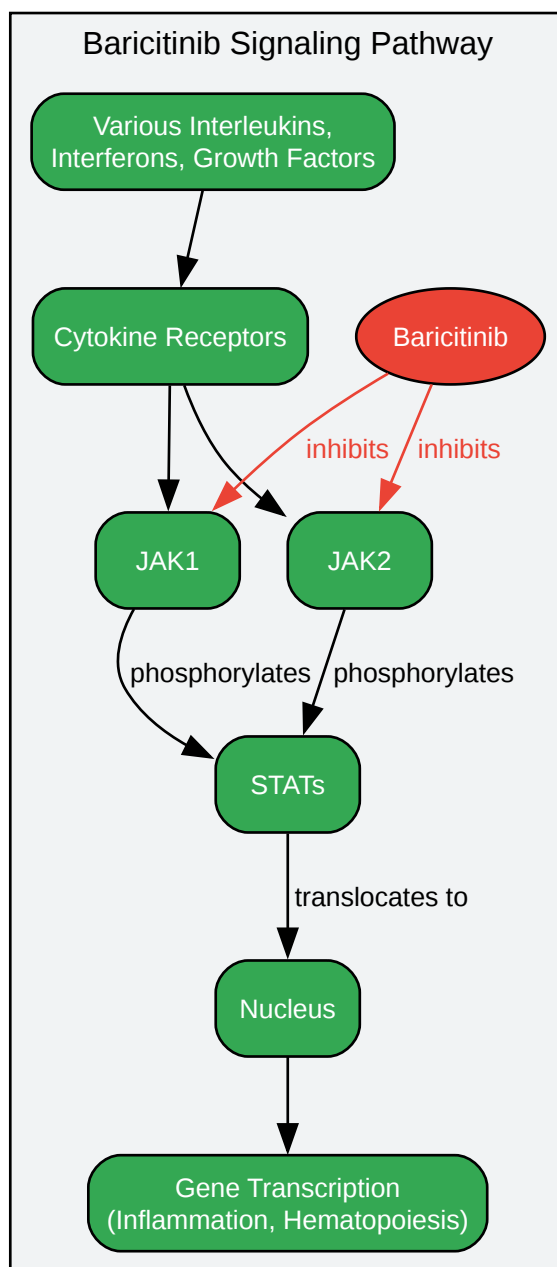 Baricitinib Signaling Pathway
Various Interleukins,
Interferons, Growth Factors
Cytokine Receptors
Baricitinib
inhibits
inhibits
JAK1
JAK2
phosphorylates
phosphorylates
STATs
translocates to
Nucleus
Gene Transcription
(Inflammation, Hematopoiesis)